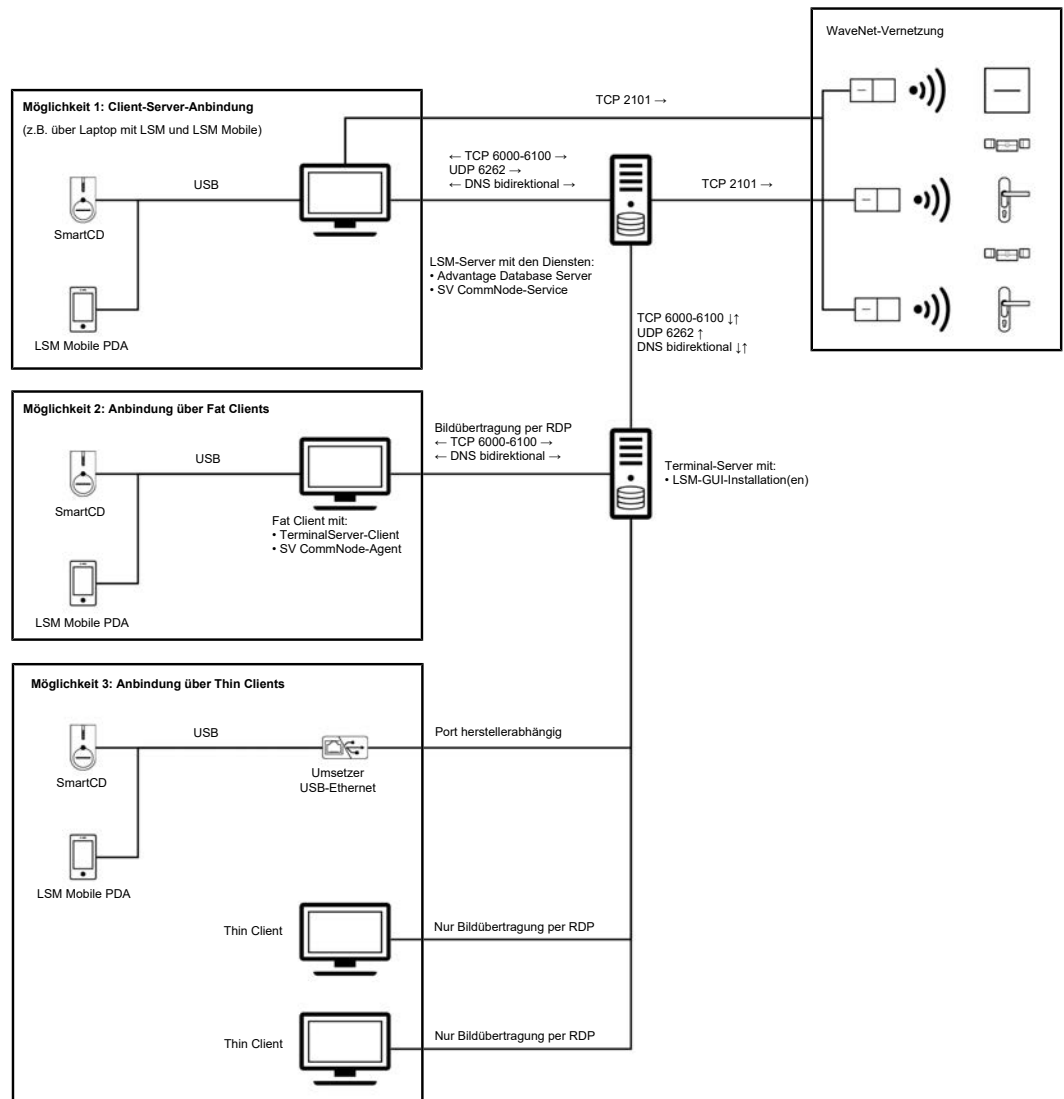 WaveNet-Vernetzung
Möglichkeit 1: Client-Server-Anbindung
(z.B. über Laptop mit LSM und LSM Mobile)
TCP 2101 →
← TCP 6000-6100 →
UDP 6262 →
← DNS bidirektional →
USB
TCP 2101 →
SmartCD
LSM-Server mit den Diensten:
• Advantage Database Server
• SV CommNode-Service
LSM Mobile PDA
TCP 6000-6100 ↓↑
UDP 6262 ↑
DNS bidirektional ↓↑
Möglichkeit 2: Anbindung über Fat Clients
Bildübertragung per RDP
← TCP 6000-6100 →
← DNS bidirektional →
USB
SmartCD
Terminal-Server mit:
• LSM-GUI-Installation(en)
Fat Client mit:
• TerminalServer-Client
• SV CommNode-Agent
LSM Mobile PDA
Möglichkeit 3: Anbindung über Thin Clients
USB
Port herstellerabhängig
SmartCD
Umsetzer
USB-Ethernet
LSM Mobile PDA
Thin Client
Nur Bildübertragung per RDP
Thin Client
Nur Bildübertragung per RDP